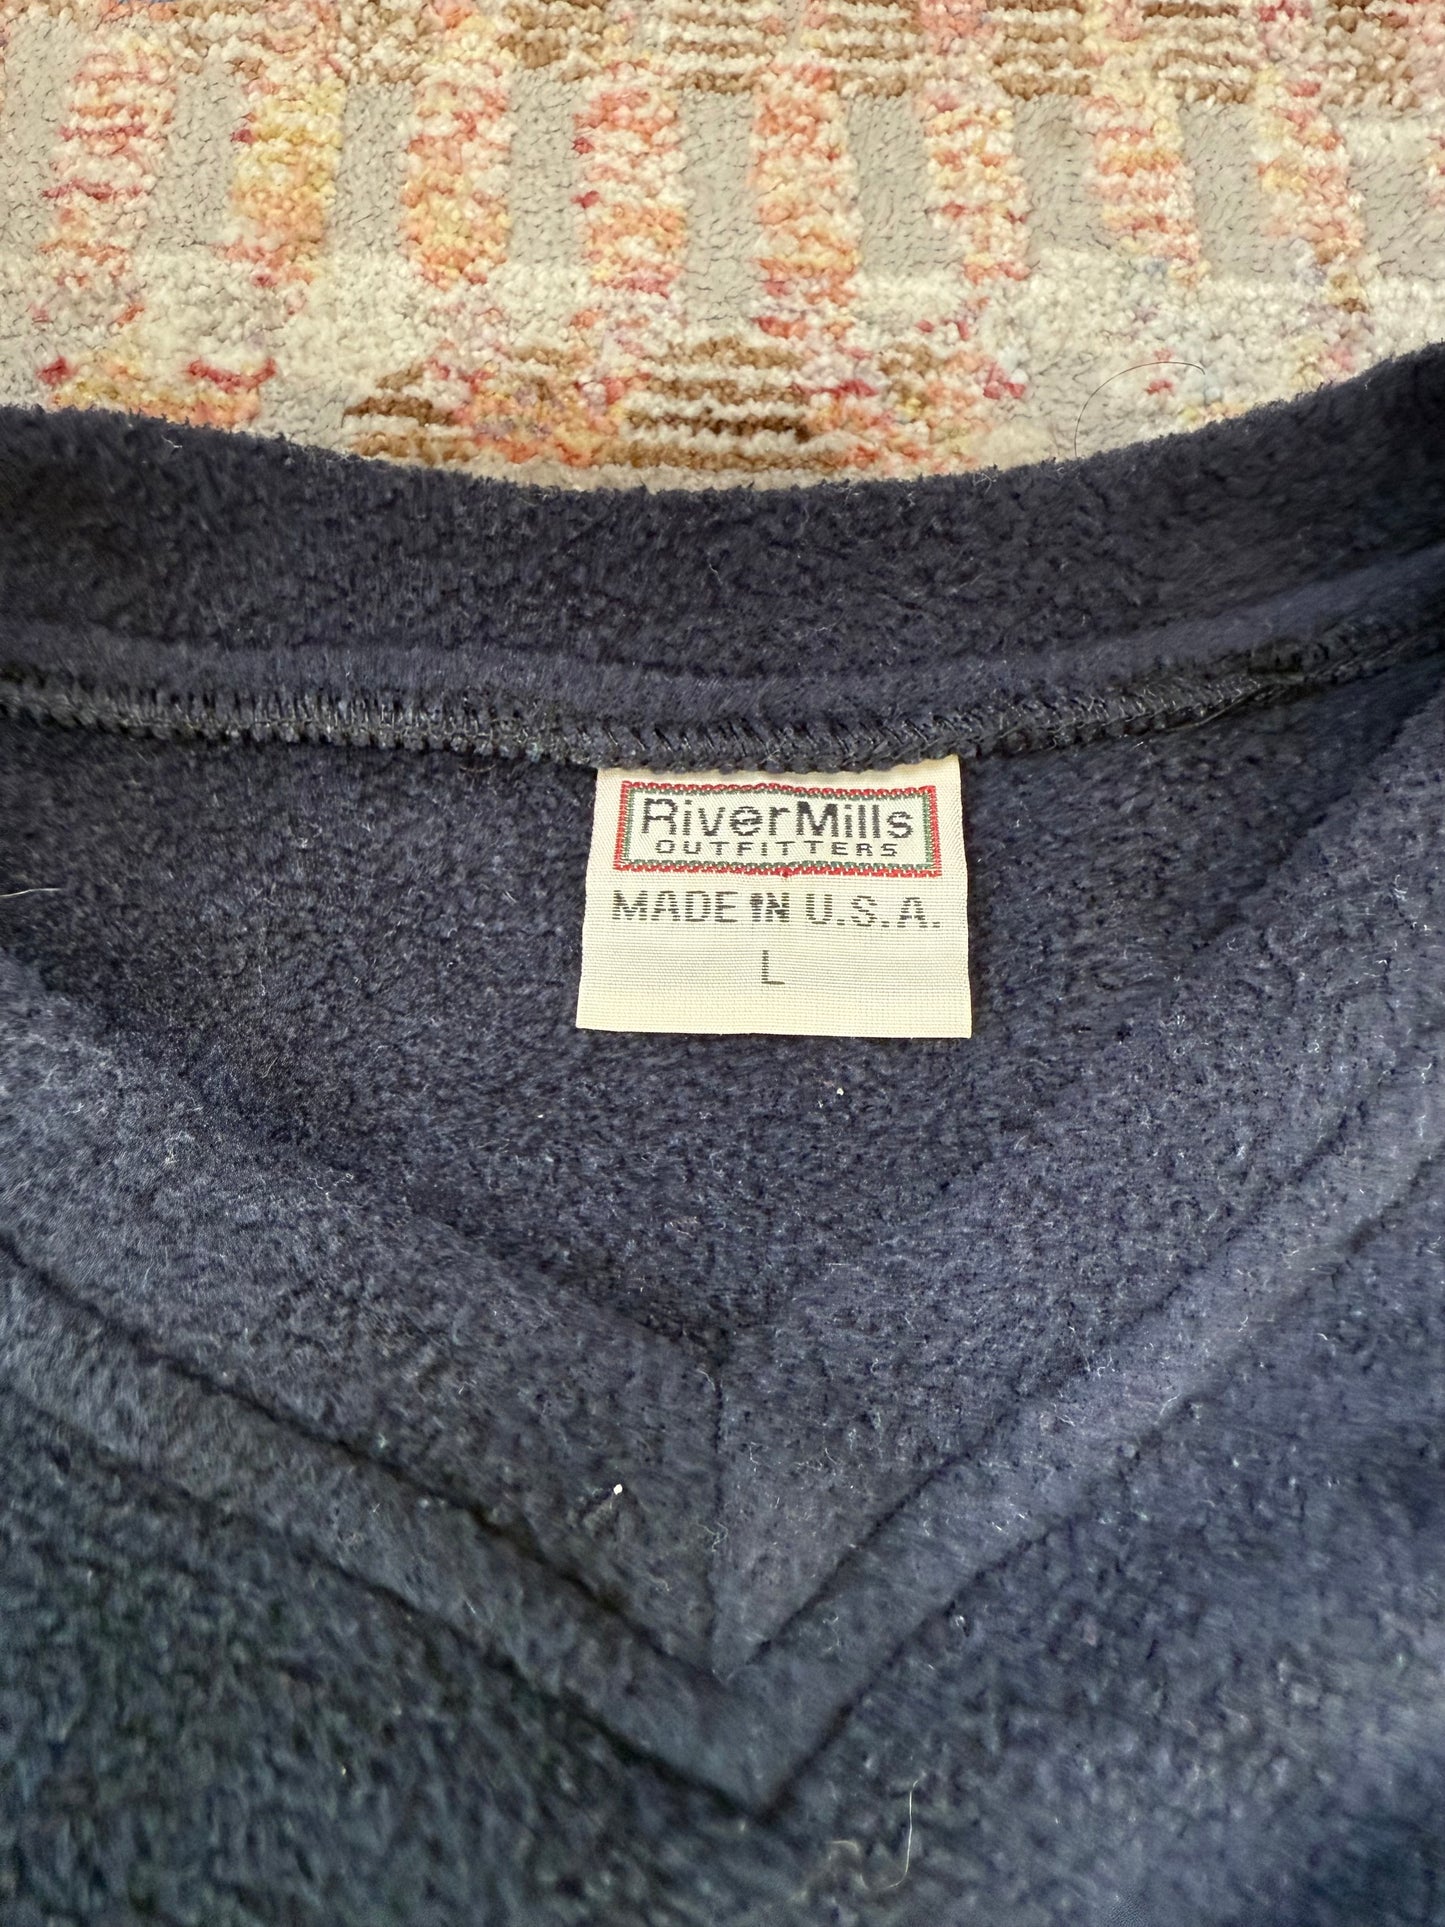 RiverMills
OUTFITTERS
MADE IN U.S.A.
L